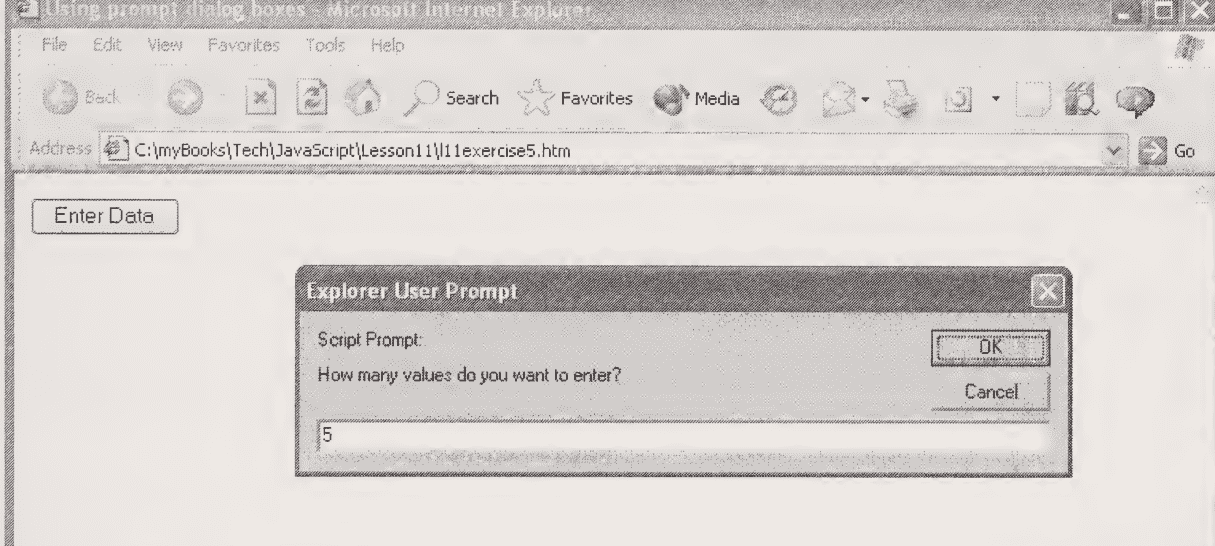 Using prompt dialog boxes - Microsoft Internet Explorer
File Edit View Favorites Tools Help
Back Search Favorites Media
Address C:\myBooks\Tech\JavaScript\Lesson11\l11exercise5.htm Go
Enter Data
Explorer User Prompt
Script Prompt:
OK
How many values do you want to enter?
Cancel
5